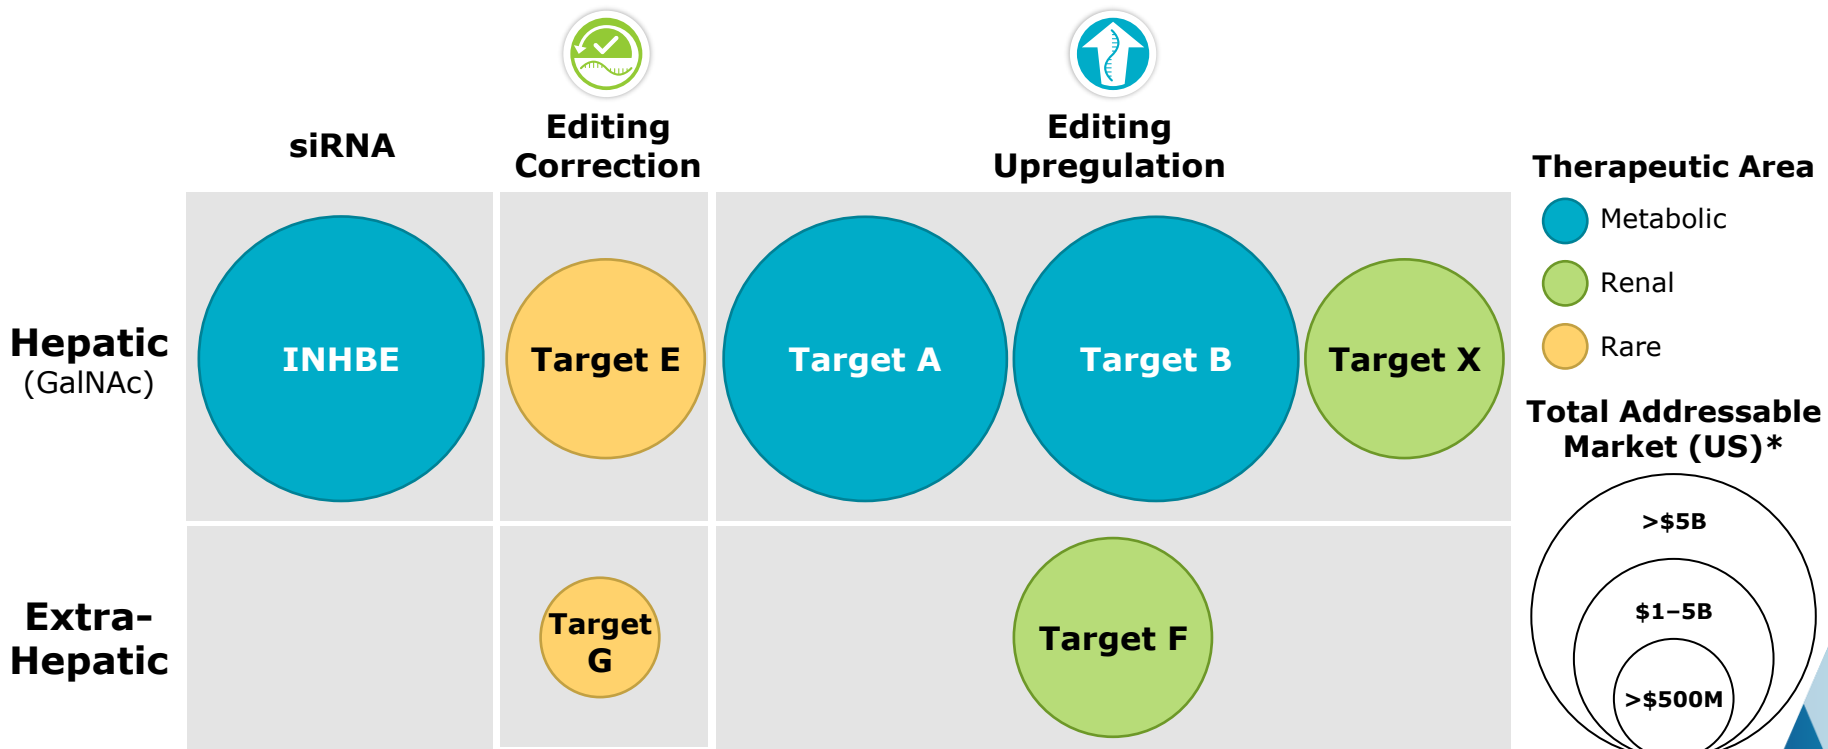 siRNA
Editing
Correction
Editing
Upregulation
Therapeutic Area
Metabolic
Renal
Rare
Hepatic
(GalNAc)
INHBE
Target E
Target A
Target B
Target X
Total Addressable
Market (US)*
>$5B
$1–5B
>$500M
Extra-
Hepatic
Target
G
Target F